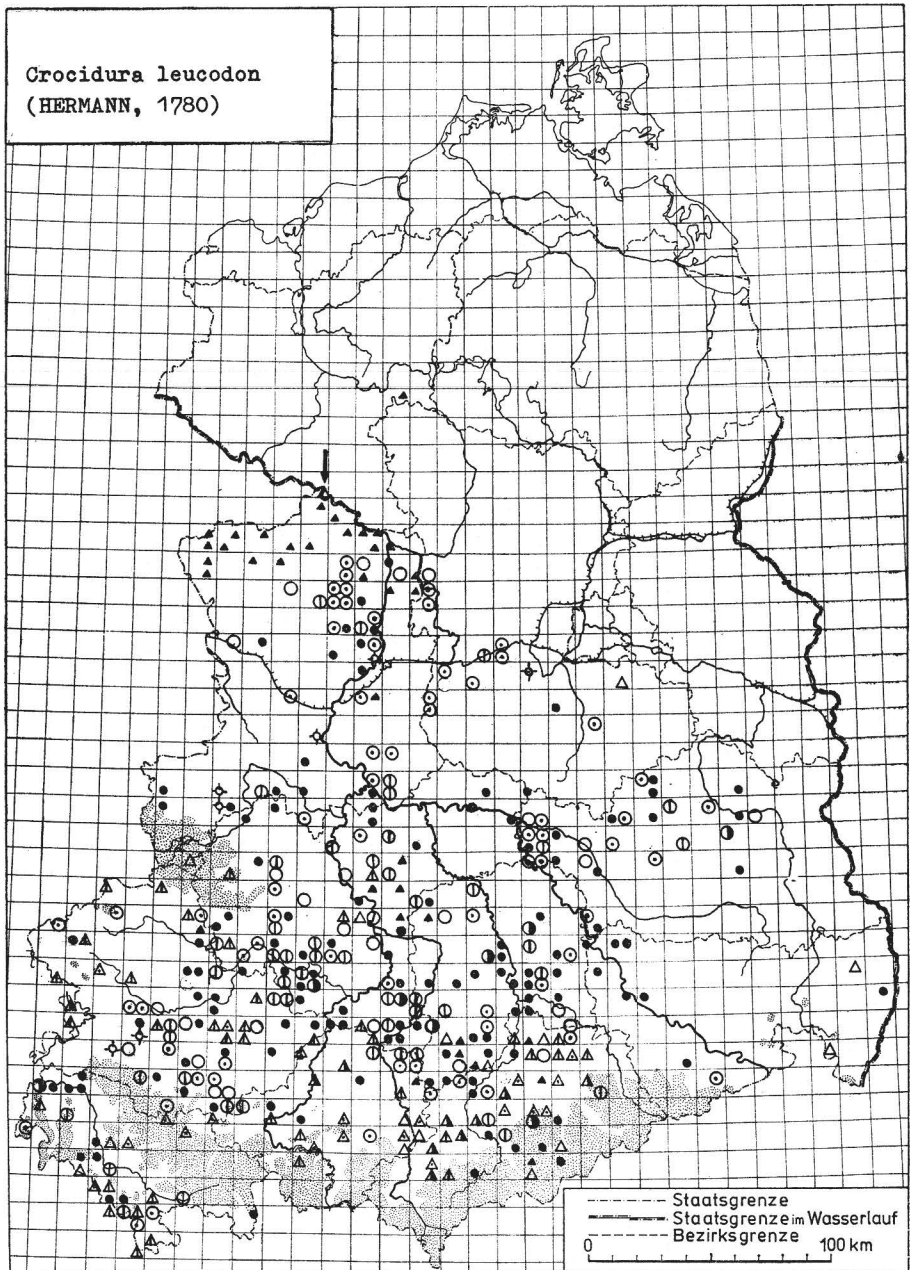 Crocidura leucodon
(HERMANN, 1780)
Staatsgrenze
Staatsgrenze im Wasserlauf
Bezirksgrenze
0 100 km